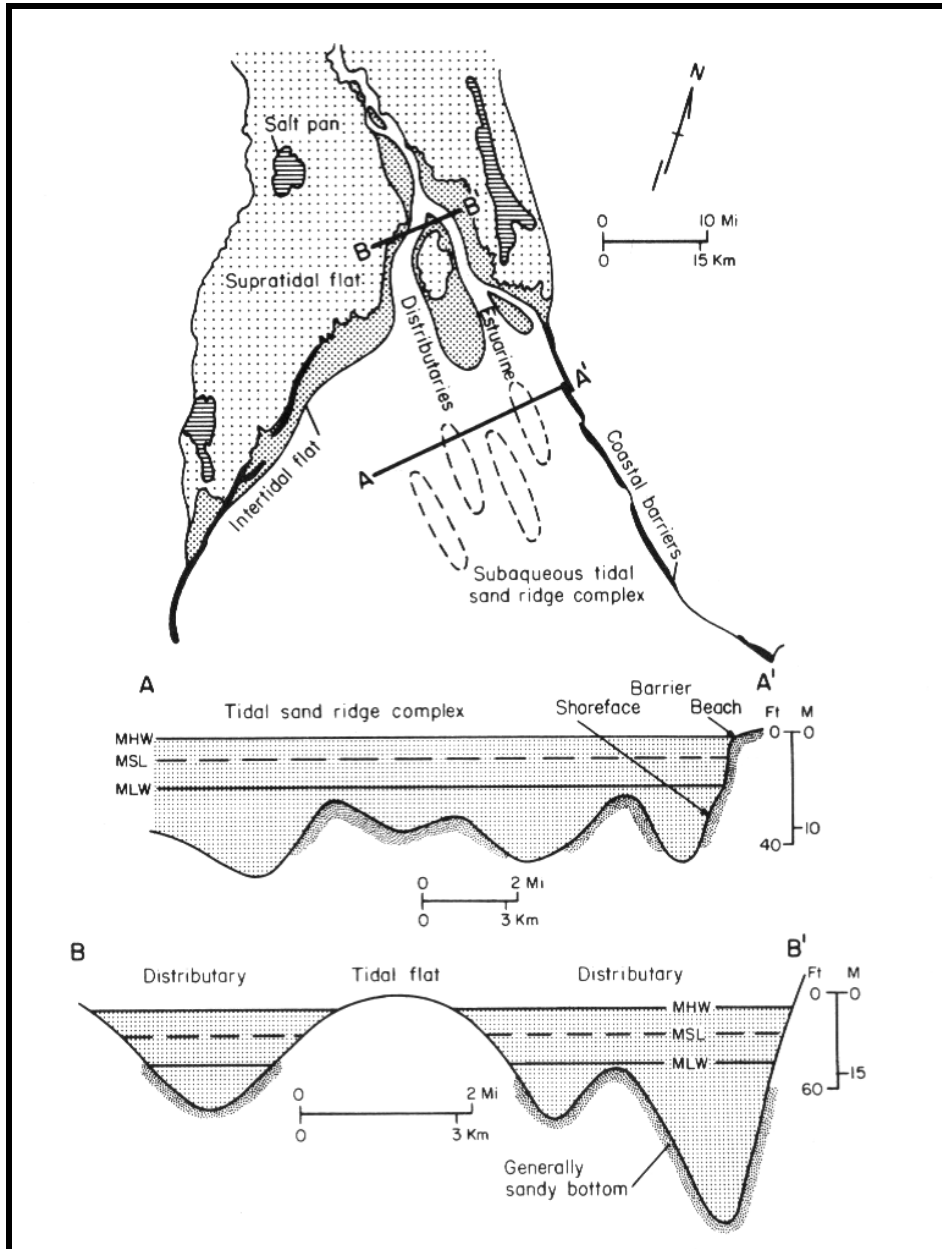 N
Salt pan
0 10 Mi
0 15 Km
B B'
Supratidal flat
Distributaries
Estuarine
A A'
Intertidal flat
Coastal barriers
Subaqueous tidal
sand ridge complex
A A'
Tidal sand ridge complex
Barrier
Shoreface Beach
Ft M
MHW
MSL
MLW
0 0
10
40
0 2 Mi
0 3 Km
B B'
Distributary Tidal flat Distributary
Ft M
0 0
MHW
MSL
MLW
15
60
0 2 Mi
0 3 Km
Generally
sandy bottom